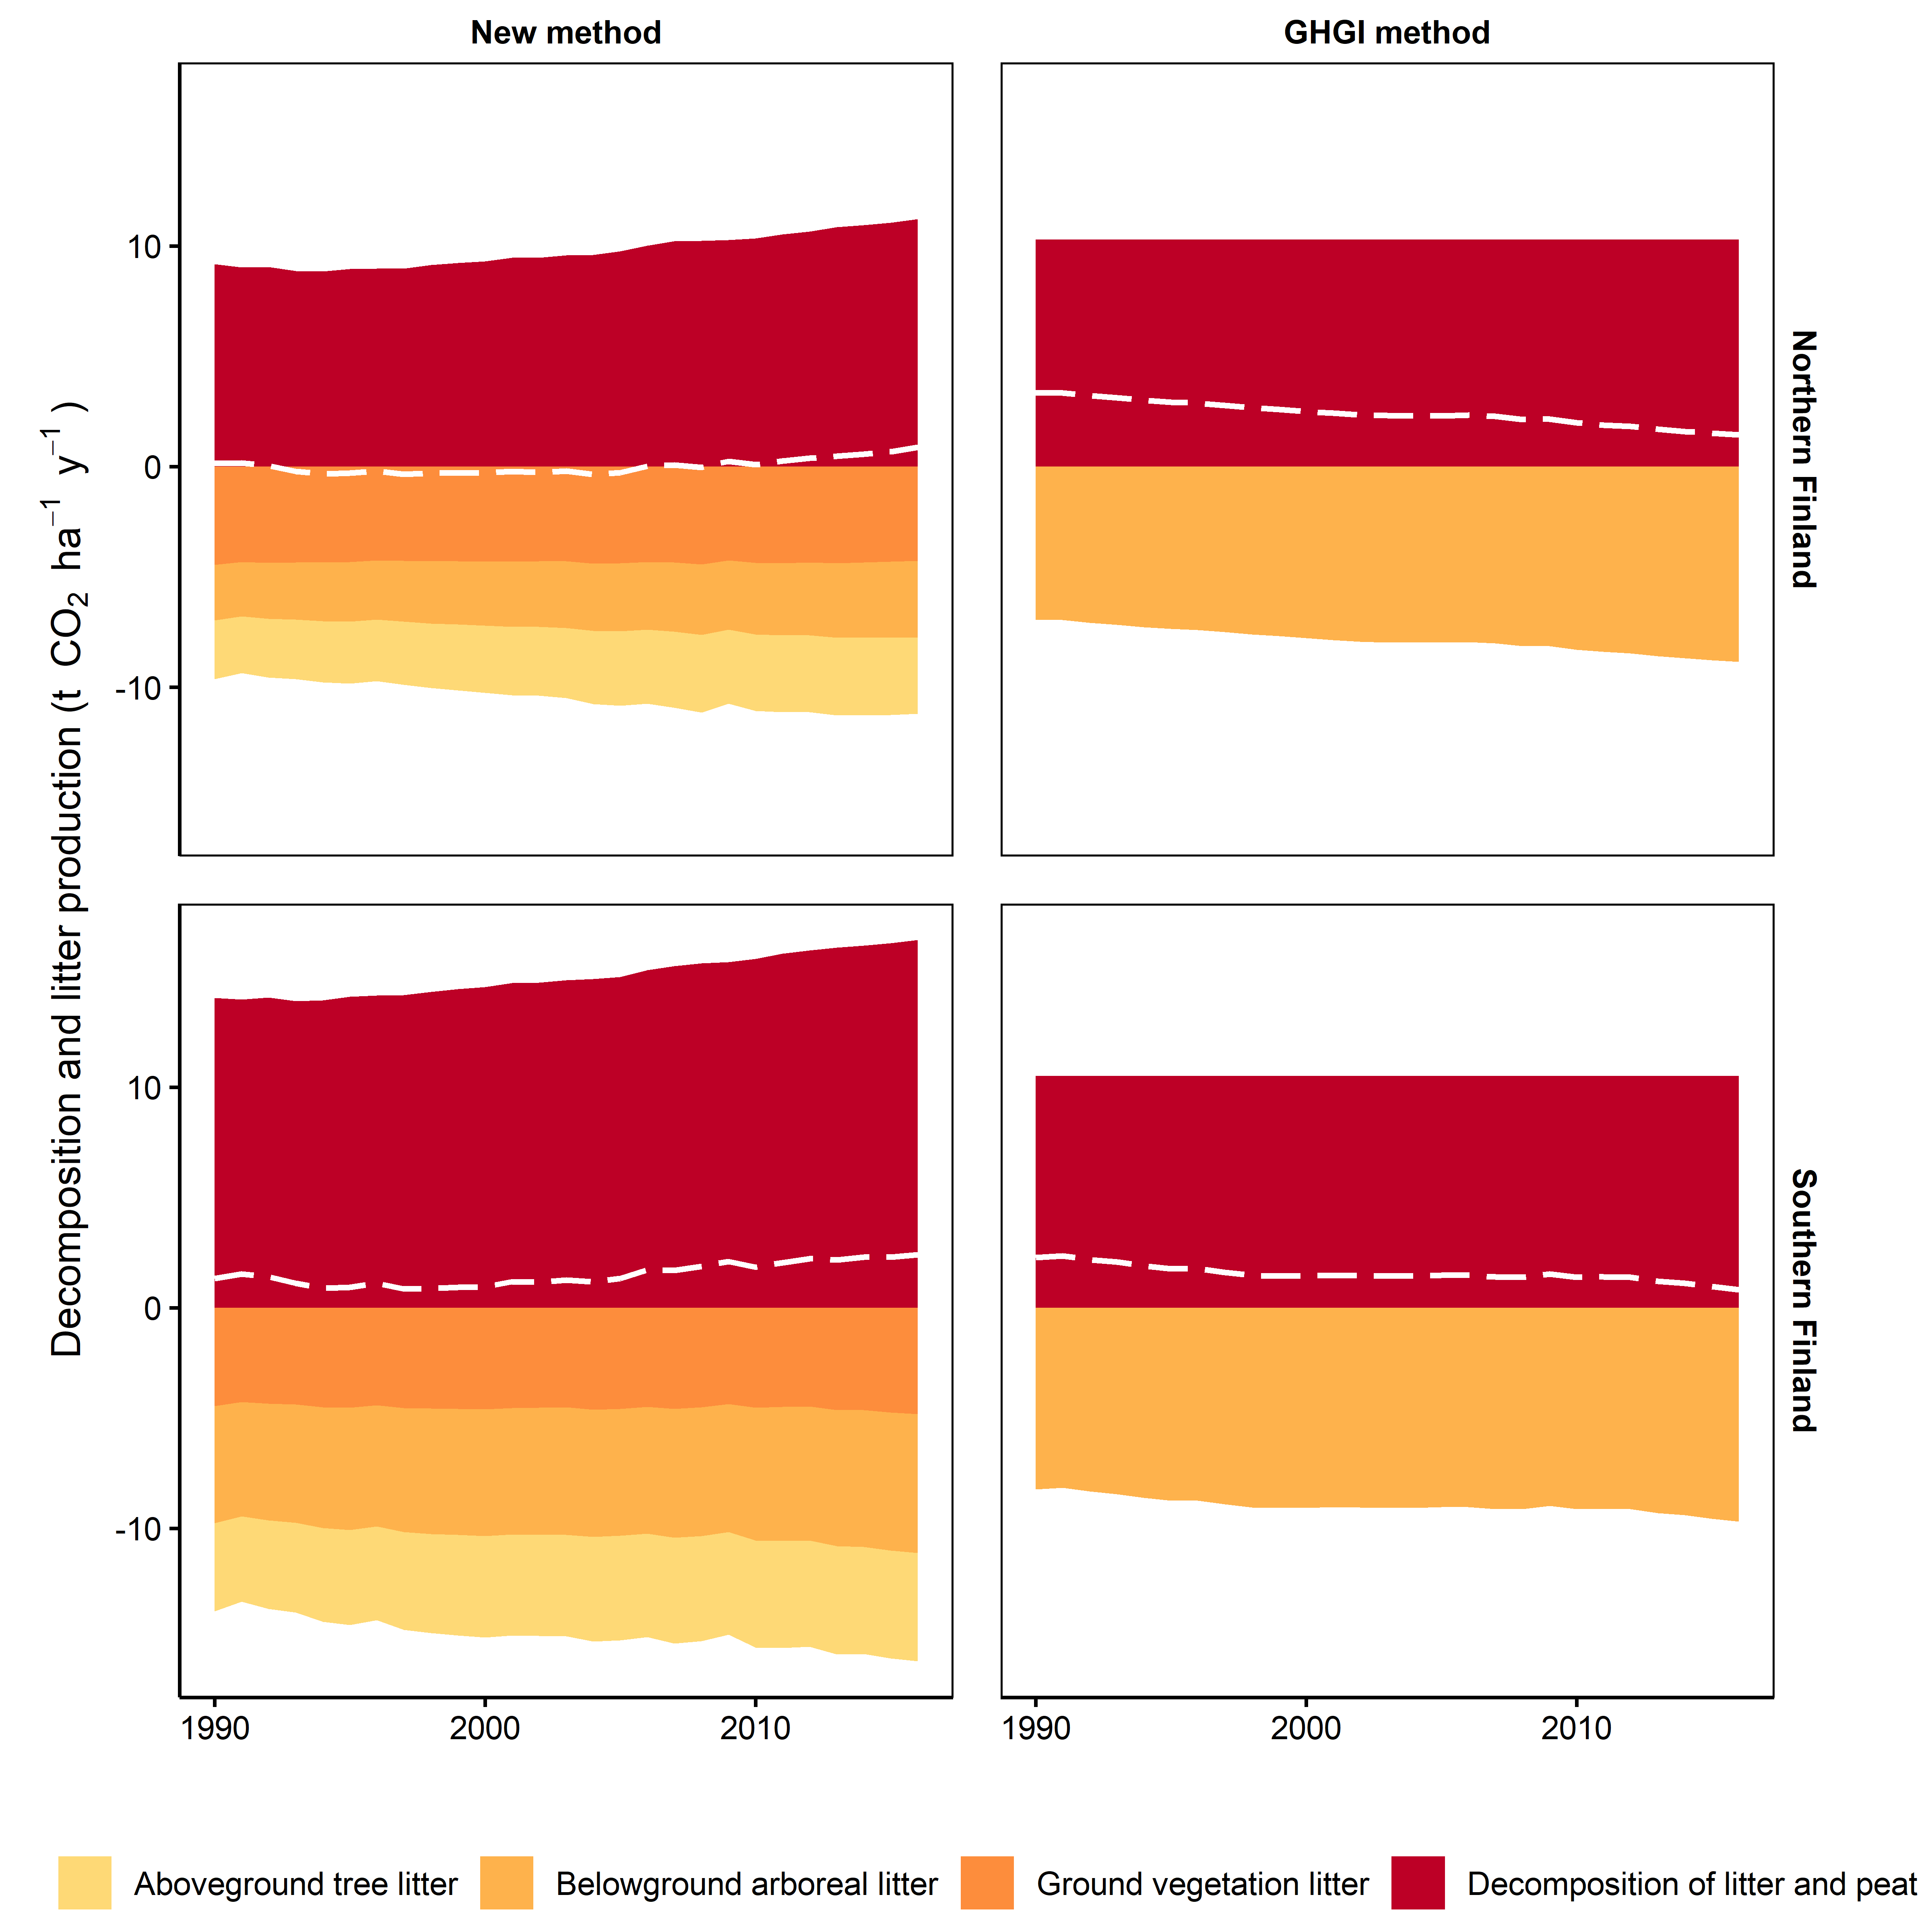 New method
GHGI method
Decomposition and litter production (t CO₂ ha⁻¹ y⁻¹)
10
0
-10
Northern Finland
10
0
-10
Southern Finland
1990
2000
2010
1990
2000
2010
Aboveground tree litter
Belowground arboreal litter
Ground vegetation litter
Decomposition of litter and peat